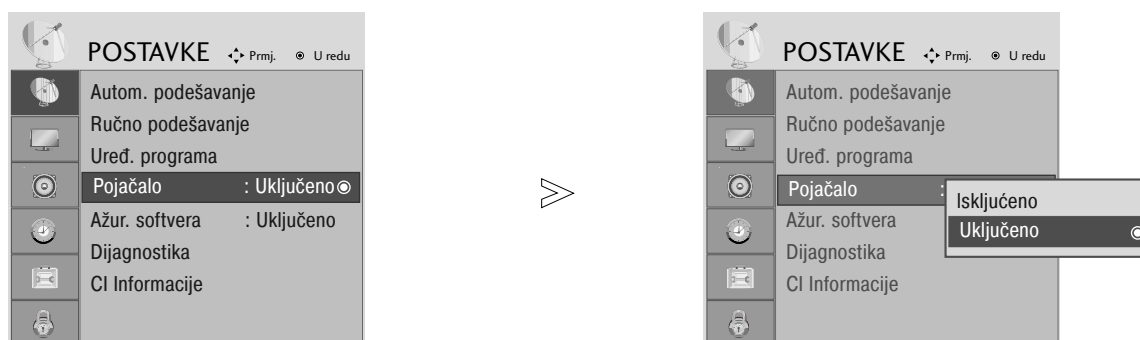 POSTAVKE Prmj. U redu
Autom. podešavanje
Ručno podešavanje
Uređ. programa
Pojačalo : Uključeno
Ažur. softvera : Uključeno
Dijagnostika
CI Informacije
POSTAVKE Prmj. U redu
Autom. podešavanje
Ručno podešavanje
Uređ. programa
Pojačalo :
Isključeno
Uključeno
Ažur. softvera
Dijagnostika
CI Informacije